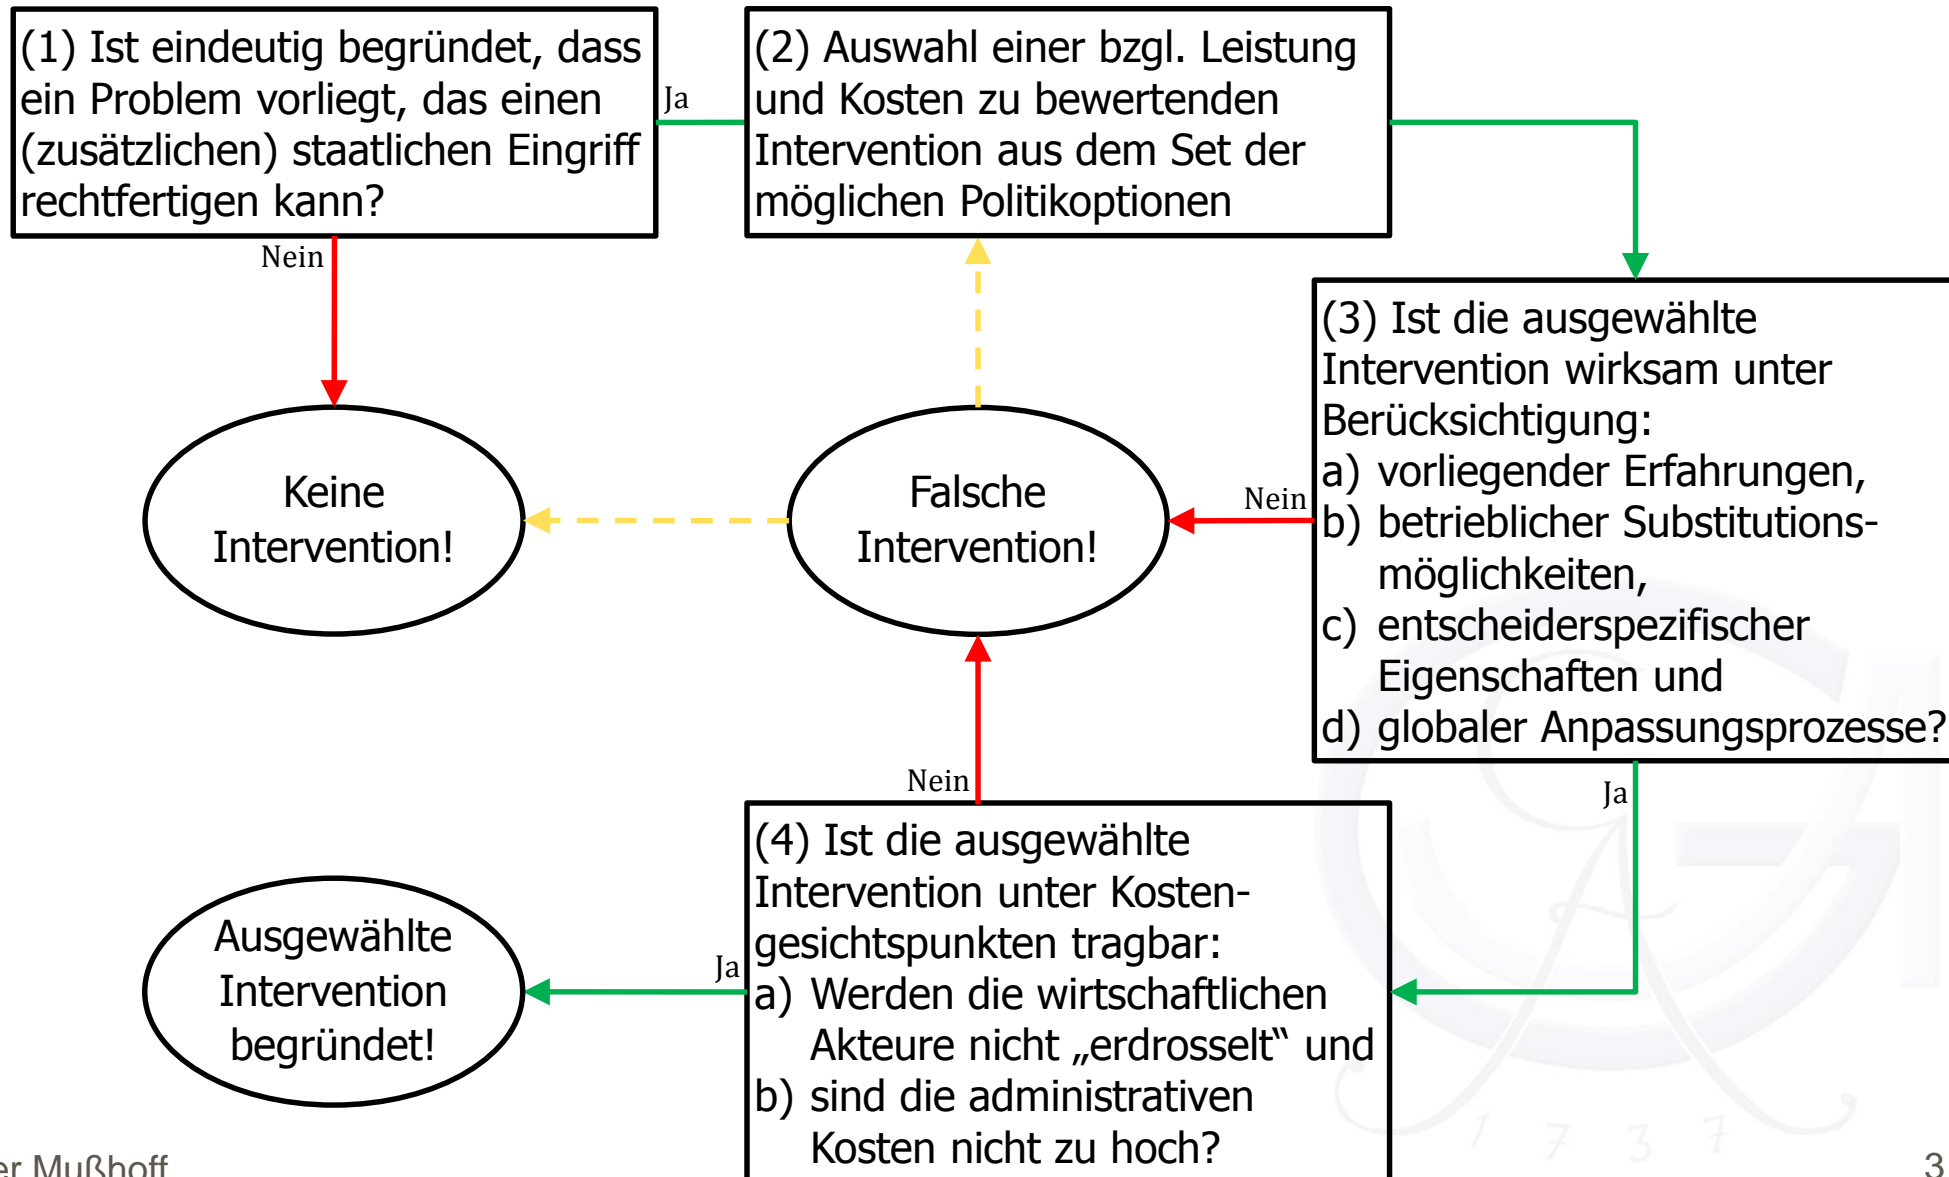 (1) Ist eindeutig begründet, dass
ein Problem vorliegt, das einen
(zusätzlichen) staatlichen Eingriff
rechtfertigen kann?
Ja
(2) Auswahl einer bzgl. Leistung
und Kosten zu bewertenden
Intervention aus dem Set der
möglichen Politikoptionen
Nein
(3) Ist die ausgewählte
Intervention wirksam unter
Berücksichtigung:
a) vorliegender Erfahrungen,
b) betrieblicher Substitutions-
möglichkeiten,
c) entscheiderspezifischer
Eigenschaften und
d) globaler Anpassungsprozesse?
Nein
Falsche
Intervention!
Keine
Intervention!
Ja
Nein
(4) Ist die ausgewählte
Intervention unter Kosten-
gesichtspunkten tragbar:
a) Werden die wirtschaftlichen
Akteure nicht „erdrosselt“ und
b) sind die administrativen
Kosten nicht zu hoch?
Ja
Ausgewählte
Intervention
begründet!
1 7 3 7
er Mußhoff
3